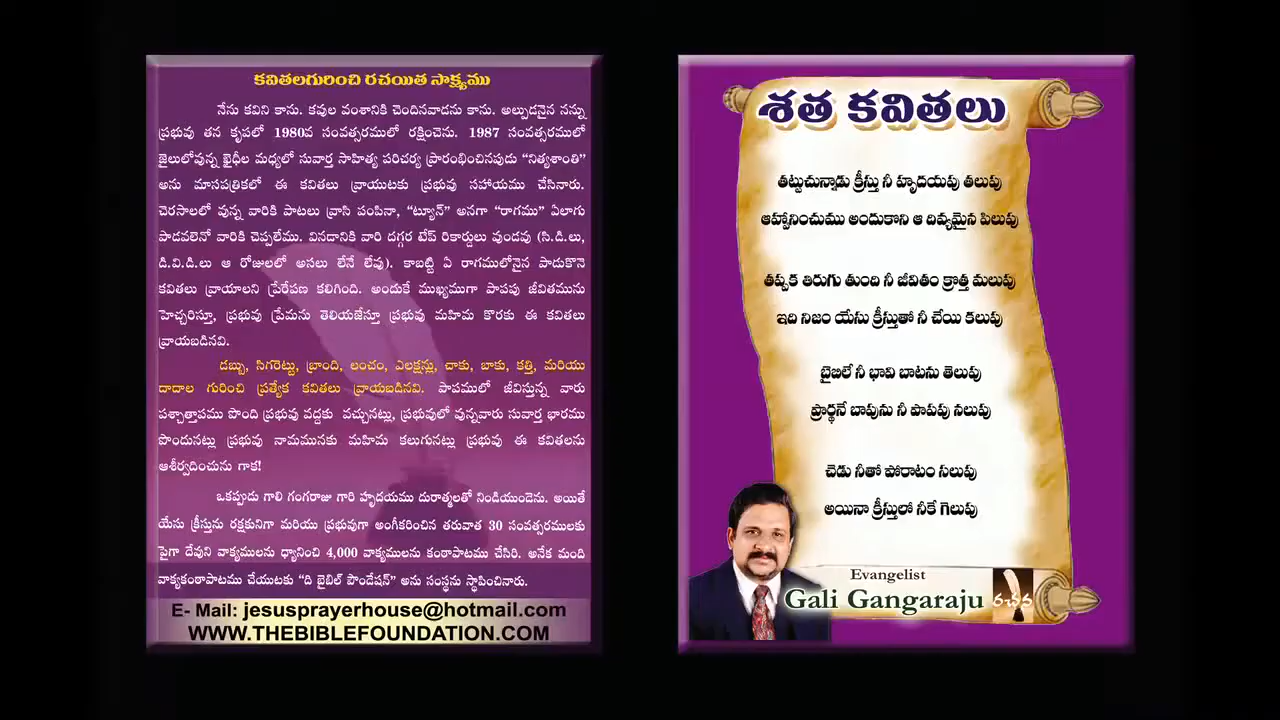 కవితలగురించి రచయిత సాక్ష్యము
నేను కవిని కాను. కవుల వంశానికి చెందినవాడను కాను. అల్పుడనైన నన్ను
ప్రభువు తన కృపలో 1980వ సంవత్సరములో రక్షించెను. 1987 సంవత్సరములో
జైలులోవున్న ఖైధీల మధ్యలో సువార్త సాహిత్య పరిచర్య ప్రారంభించినపుడు “నిత్యశాంతి”
అను మాసపత్రికలో ఈ కవితలు వ్రాయుటకు ప్రభువు సహాయము చేసినారు.
చెరసాలలో వున్న వారికి పాటలు వ్రాసి పంపినా, “ట్యూన్” అనగా “రాగము” ఏలాగు
పాడవలెనో వారికి చెప్పలేము. వినడానికి వారి దగ్గర టేప్ రికార్డులు వుండవు (సి.డి.లు,
డి.వి.డి.లు ఆ రోజులలో అసలు లేనే లేవు). కాబట్టి ఏ రాగములోనైన పాడుకొనె
కవితలు వ్రాయాలని ప్రేరేపణ కలిగింది. అందుకే ముఖ్యముగా పాపపు జీవితమును
హెచ్చరిస్తూ, ప్రభువు ప్రేమను తెలియజేస్తూ ప్రభువు మహిమ కొరకు ఈ కవితలు
వ్రాయబడినవి.
డబ్బు, సిగరెట్టు, బ్రాంది, లంచం, ఎలక్షన్లు, చాకు, బాకు, కత్తి, మరియు
దాదాల గురించి ప్రత్యేక కవితలు వ్రాయబడినవి. పాపములో జీవిస్తున్న వారు
పశ్చాత్తాపము పొంది ప్రభువు వద్దకు వచ్చునట్లు, ప్రభువులో వున్నవారు సువార్త భారము
పొందునట్లు ప్రభువు నామమునకు మహిమ కలుగునట్లు ప్రభువు ఈ కవితలను
ఆశీర్వదించును గాక!
ఒకప్పుడు గాలి గంగరాజు గారి హృదయము దురాత్మలతో నిండియుండెను. అయితే
యేసు క్రీస్తును రక్షకునిగా మరియు ప్రభువుగా అంగీకరించిన తరువాత 30 సంవత్సరములకు
పైగా దేవుని వాక్యములను ధ్యానించి 4,000 వాక్యములను కంఠాపాటము చేసిరి. అనేక మంది
వాక్యకంఠాపాటము చేయుటకు “ది బైబిల్ ఫౌండేషన్” అను సంస్థను స్థాపించినారు.
E- Mail: jesusprayerhouse@hotmail.com
WWW.THEBIBLEFOUNDATION.COM
శత కవితలు
తట్టుచున్నాడు క్రీస్తు నీ హృదయపు తలుపు
ఆహ్వానించుము అందుకొని ఆ దివ్యమైన పిలుపు
తప్పక తిరుగు తుంది నీ జీవితం క్రొత్త మలుపు
ఇది నిజం యేసు క్రీస్తుతో నీ చేయి కలుపు
బైబిలే నీ భావి బాటను తెలుపు
ప్రార్థనే బాపును నీ పాపపు నలుపు
చెడు నీతో పోరాటం సలుపు
అయినా క్రీస్తులో నీకే గెలుపు
Evangelist
Gali Gangaraju రచన